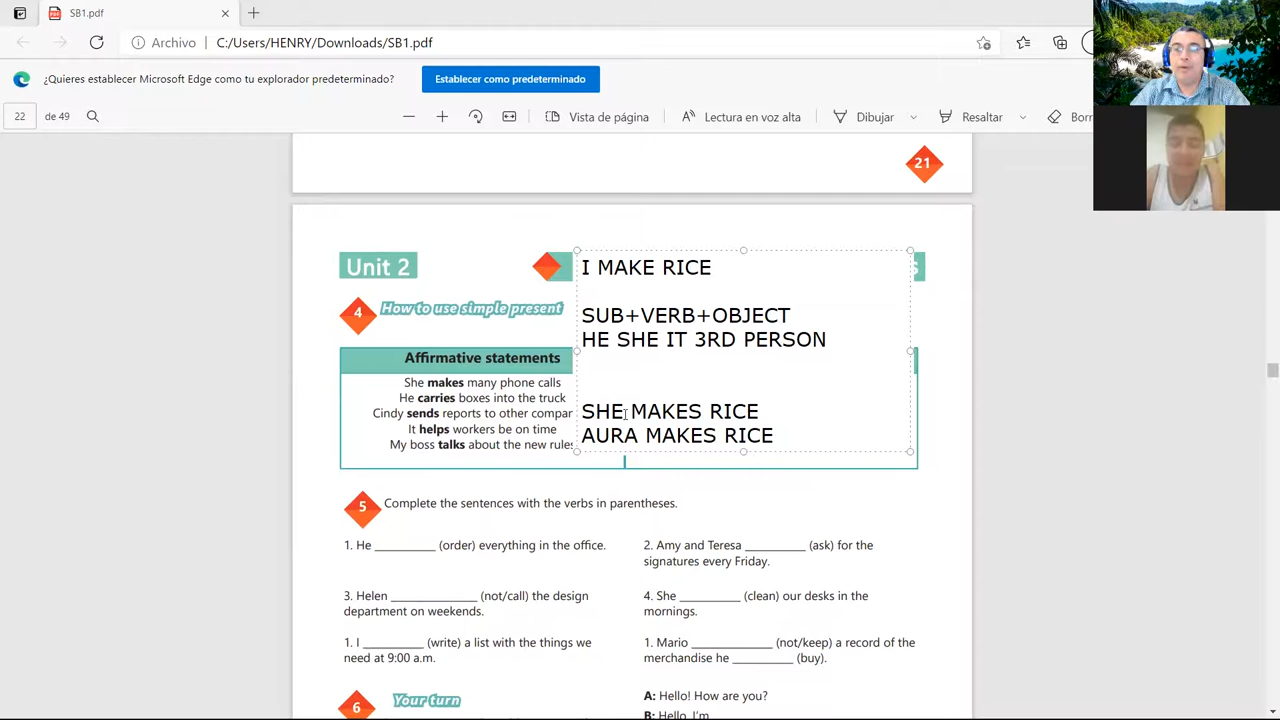 SB1.pdf
Archivo
C:/Users/HENRY/Downloads/SB1.pdf
¿Quieres establecer Microsoft Edge como tu explorador predeterminado?
Establecer como predeterminado
22 de 49
Vista de página
Lectura en voz alta
Dibujar
Resaltar
Borr
21
Unit 2
s
4 How to use simple present
Affirmative statements
She makes many phone calls
He carries boxes into the truck
Cindy sends reports to other compan
It helps workers be on time
My boss talks about the new rules
I MAKE RICE
SUB+VERB+OBJECT
HE SHE IT 3RD PERSON
SHE MAKES RICE
AURA MAKES RICE
5 Complete the sentences with the verbs in parentheses.
1. He __________ (order) everything in the office.
2. Amy and Teresa __________ (ask) for the
signatures every Friday.
3. Helen ______________ (not/call) the design
department on weekends.
4. She __________ (clean) our desks in the
mornings.
1. I __________ (write) a list with the things we
need at 9:00 a.m.
1. Mario _____________ (not/keep) a record of the
merchandise he __________ (buy).
6 Your turn
A: Hello! How are you?
B: Hello, I'm